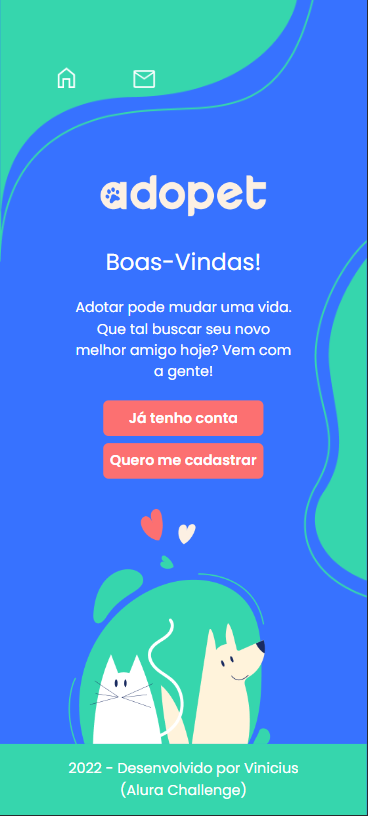 adopet
Boas-Vindas!
Adotar pode mudar uma vida.
Que tal buscar seu novo
melhor amigo hoje? Vem com
a gente!
Já tenho conta
Quero me cadastrar
2022 - Desenvolvido por Vinicius
(Alura Challenge)